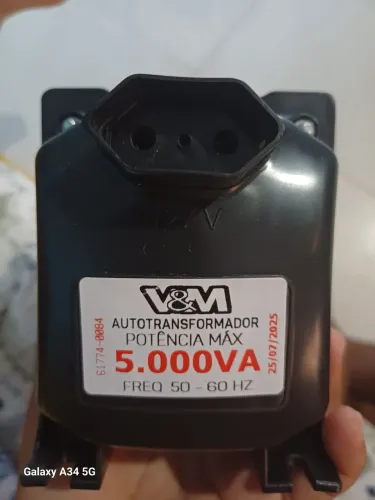 V&M
AUTOTRANSFORMADOR
POTÊNCIA MÁX
5.000VA
FREQ 50 - 60 HZ
61774-0084
25/07/2025
Galaxy A34 5G